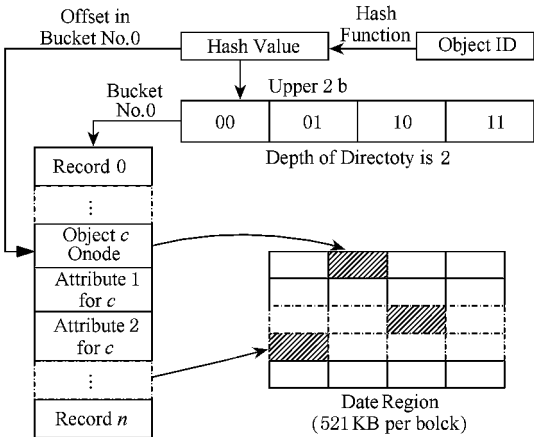 Offset in
Bucket No.0
Hash Value
Hash
Function
Object ID
Upper 2 b
Bucket
No.0
00
01
10
11
Depth of Directoty is 2
Record 0
⋮
Object c
Onode
Attribute 1
for c
Attribute 2
for c
⋮
Record n
Date Region
(521 KB per bolck)